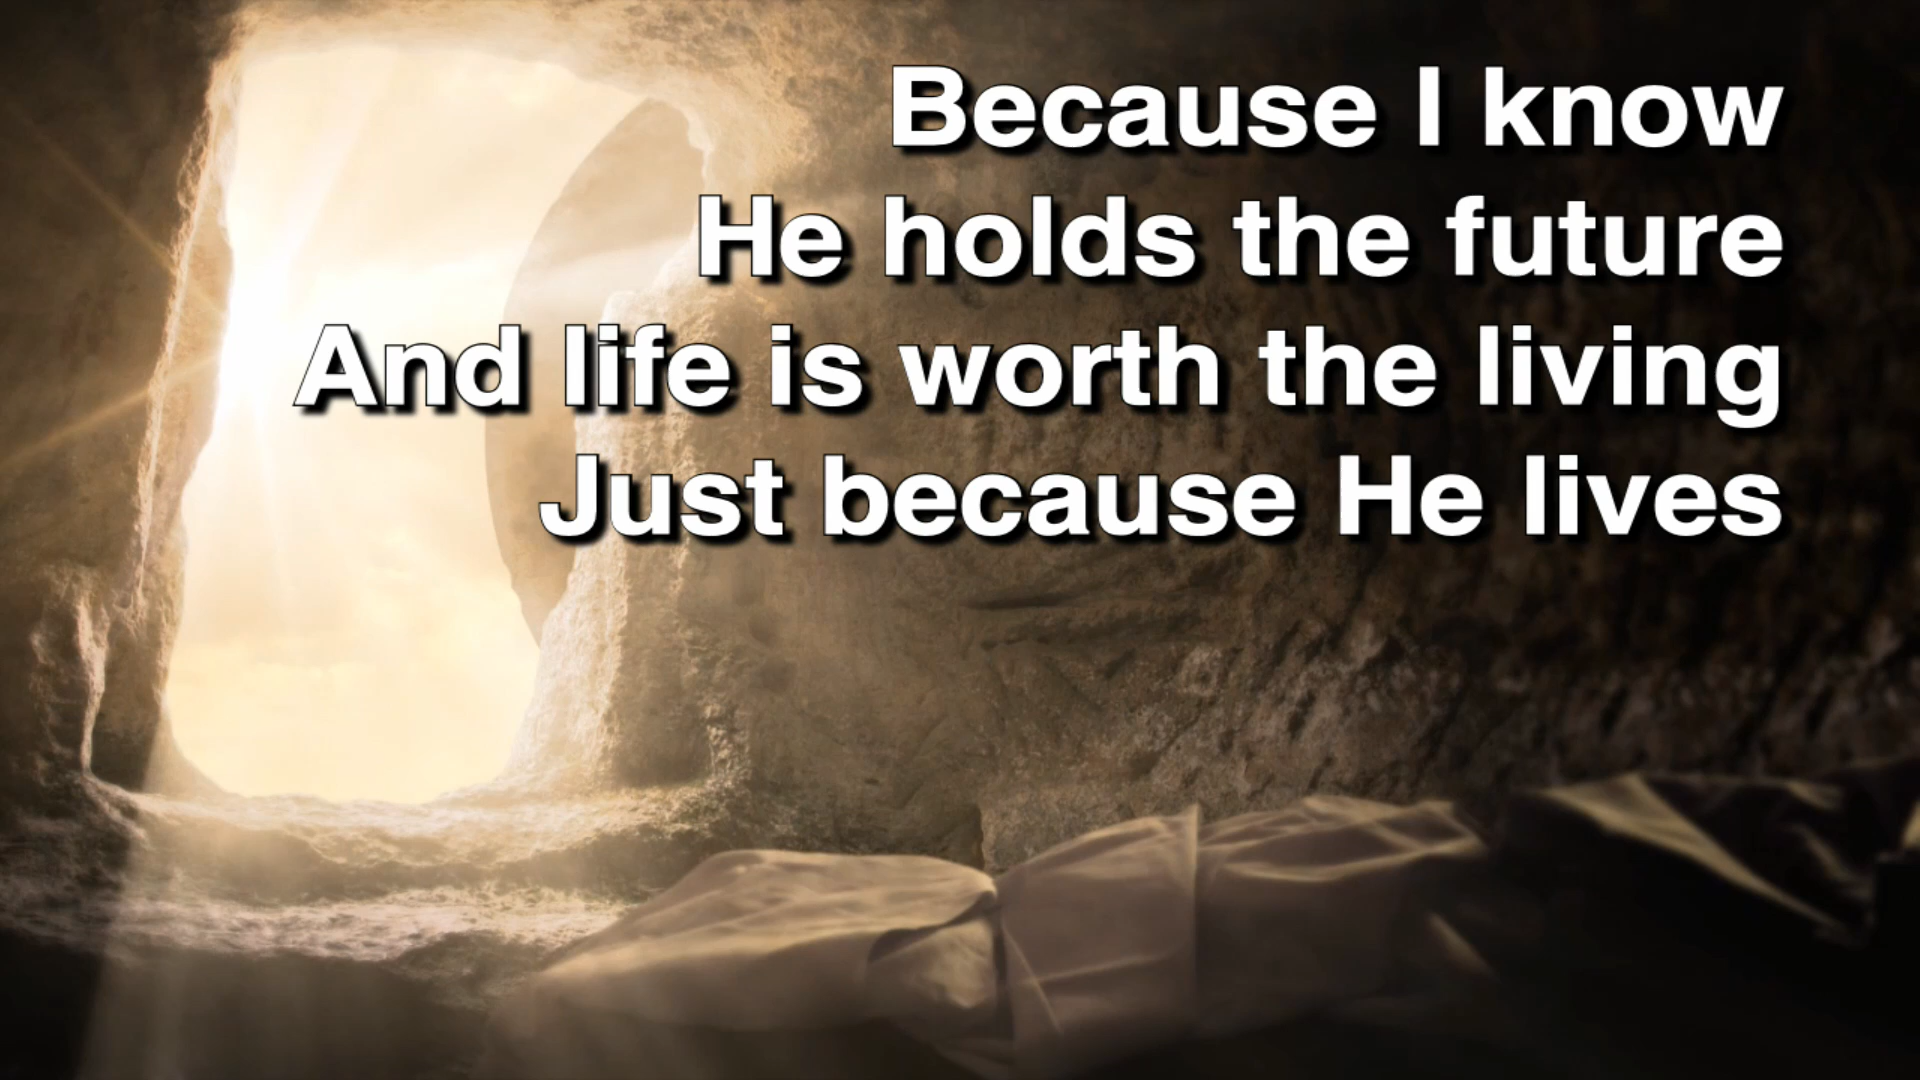 Because I know
He holds the future
And life is worth the living
Just because He lives